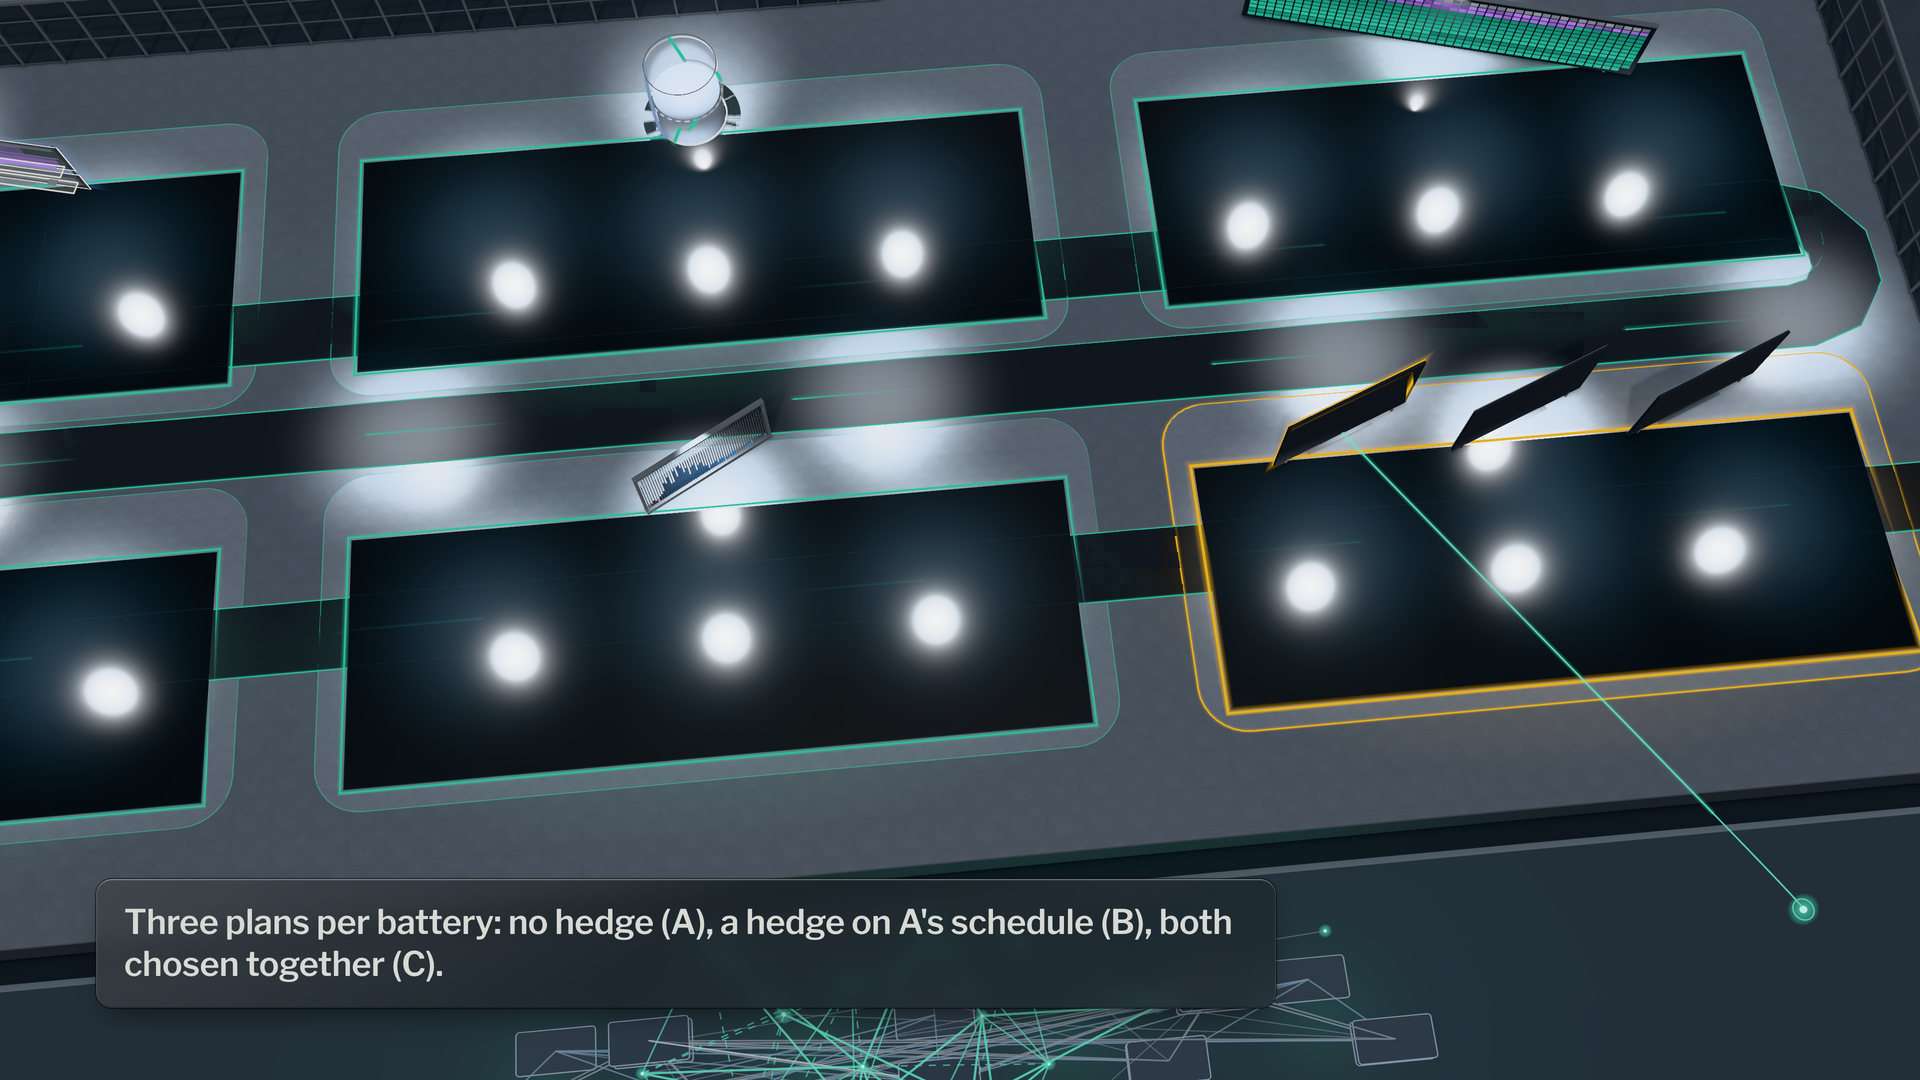 Three plans per battery: no hedge (A), a hedge on A's schedule (B), both
chosen together (C).